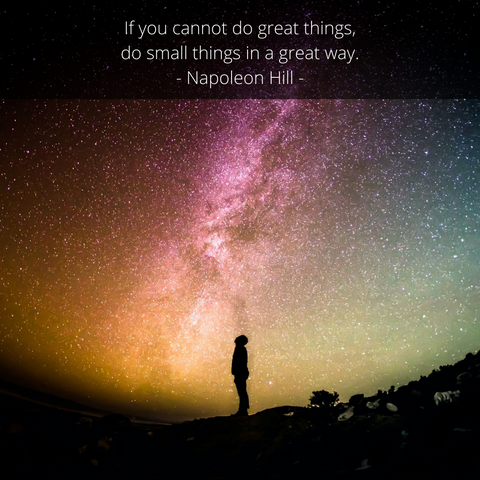 If you cannot do great things,
do small things in a great way.
- Napoleon Hill -